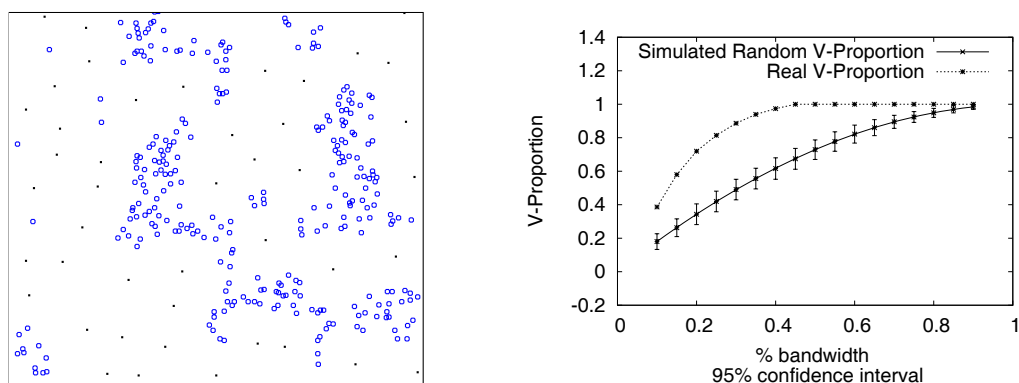 1.4
1.2
1
0.8
0.6
0.4
0.2
0
-0.2
V-Proportion
Simulated Random V-Proportion
Real V-Proportion
0 0.2 0.4 0.6 0.8 1
% bandwidth
95% confidence interval